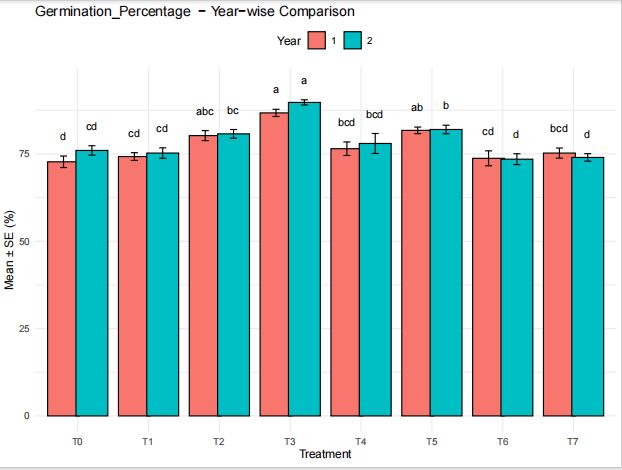 Germination_Percentage − Year−wise Comparison
Year 1 2
a
a
abc bc ab b
d cd cd cd bcd bcd cd d bcd d
75
50
25
0
Mean ± SE (%)
T0 T1 T2 T3 T4 T5 T6 T7
Treatment